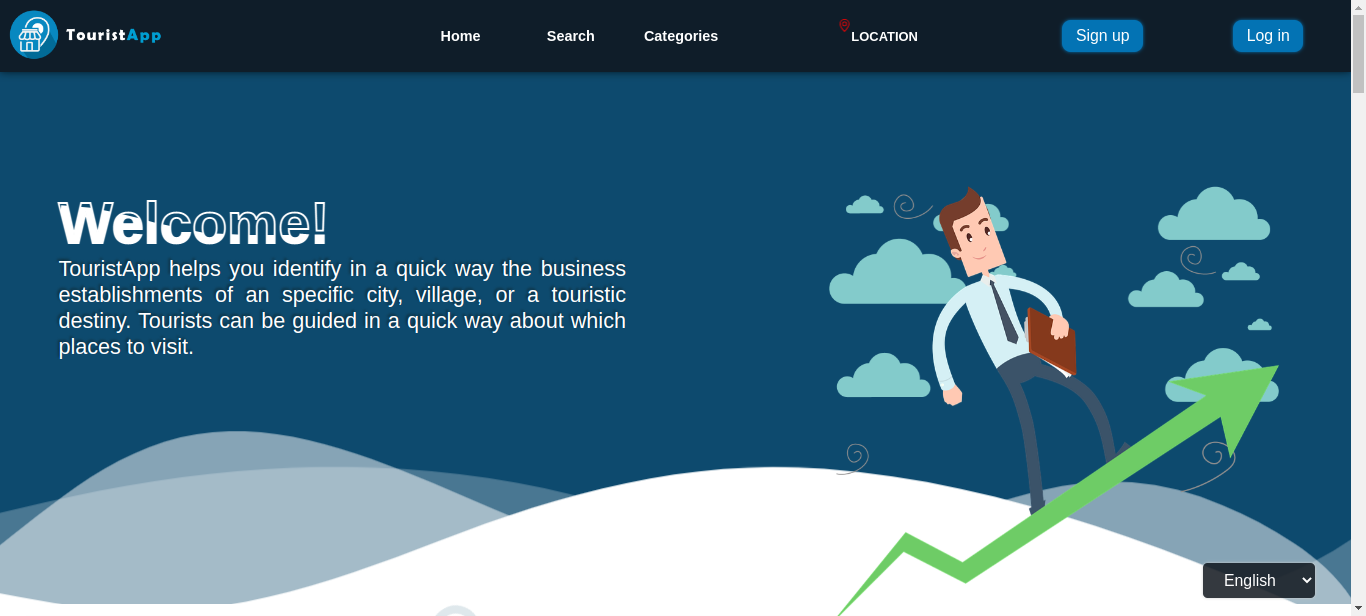 TouristApp
Home
Search
Categories
LOCATION
Sign up
Log in
Welcome!
TouristApp helps you identify in a quick way the business
establishments of an specific city, village, or a touristic
destiny. Tourists can be guided in a quick way about which
places to visit.
English